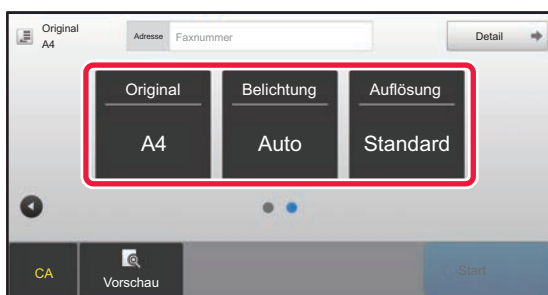 Original
A4
Adresse Faxnummer
Detail
Original Belichtung Auflösung
A4 Auto Standard
CA
Vorschau
Start